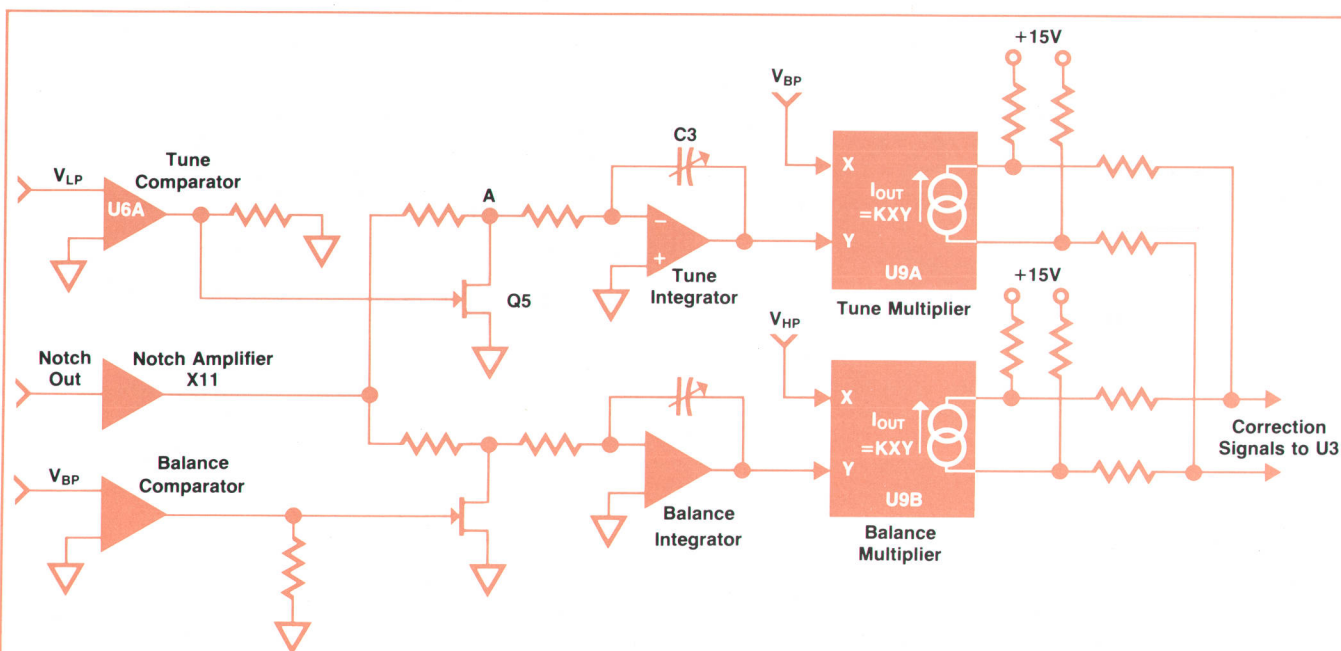 +15V
V_BP
C3
Tune
Comparator
V_LP
U6A
A
X
I_OUT
=KXY
Y
U9A
−
+
Tune
Integrator
Q5
Tune Multiplier
+15V
V_HP
Notch
Out
Notch Amplifier
X11
X
I_OUT
=KXY
Y
U9B
Correction
Signals to U3
Balance
Comparator
V_BP
Balance
Integrator
Balance
Multiplier